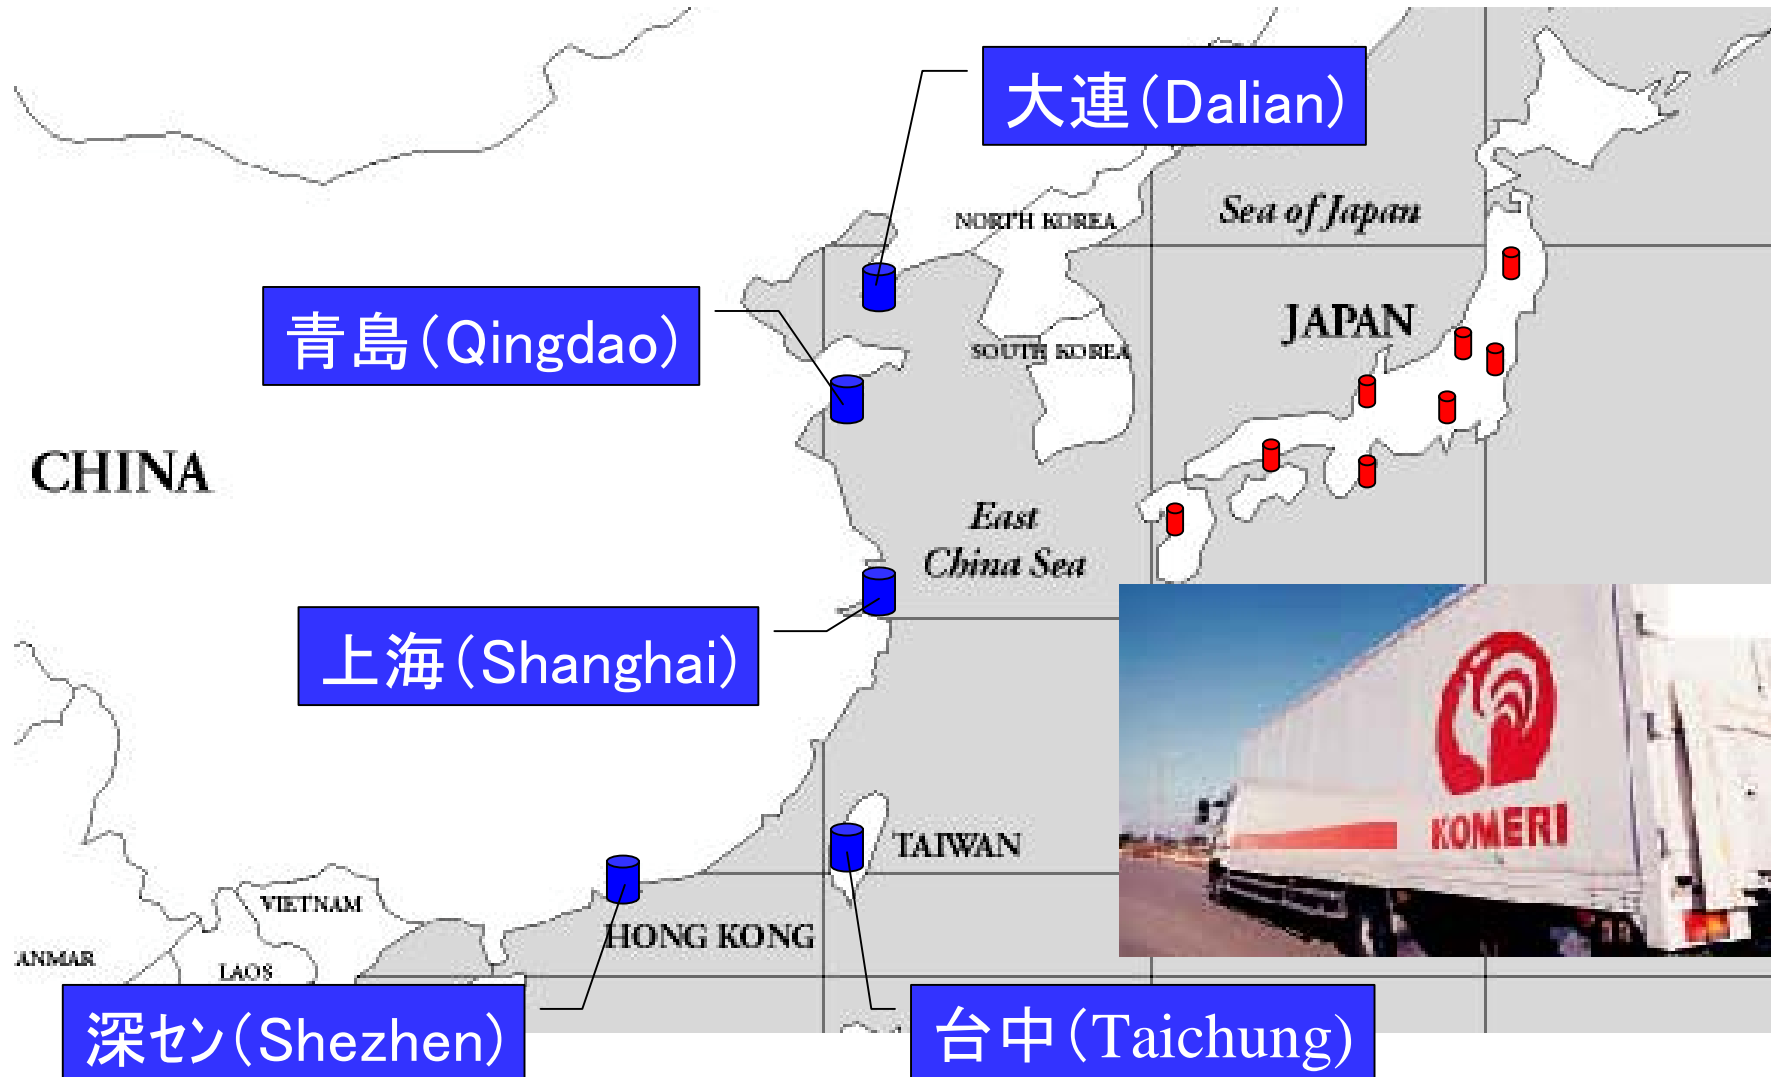 大連（Dalian）
NORTH KOREA
Sea of Japan
青島（Qingdao）
JAPAN
SOUTH KOREA
CHINA
East
China Sea
上海（Shanghai）
KOMERI
TAIWAN
VIETNAM
HONG KONG
ANMAR
LAOS
深セン（Shezhen）
台中（Taichung）